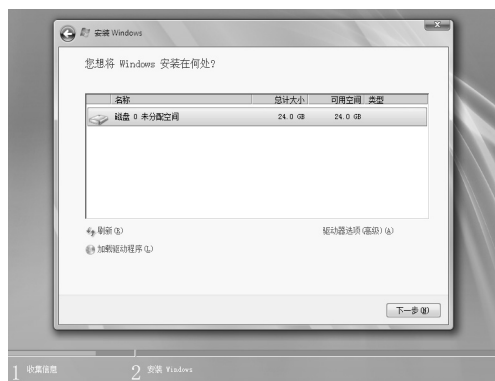 安装 Windows
您想将 Windows 安装在何处?
名称 总计大小 可用空间 类型
磁盘 0 未分配空间 24.0 GB 24.0 GB
刷新(R) 驱动器选项(高级)(A)
加载驱动程序(L)
下一步(N)
1 收集信息 2 安装 Windows